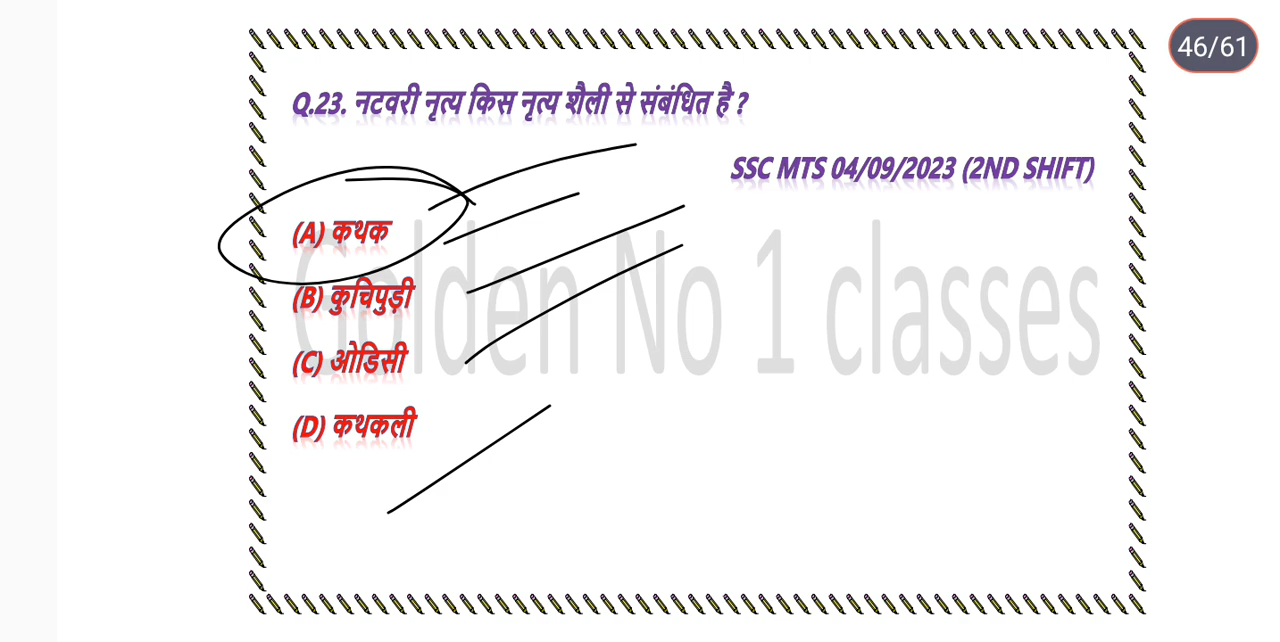 46/61
Q.23. नटवरी नृत्य किस नृत्य शैली से संबंधित है ?
SSC MTS 04/09/2023 (2ND SHIFT)
(A) कथक
(B) कुचिपुड़ी
(C) ओडिसी
(D) कथकली
Golden No 1 classes